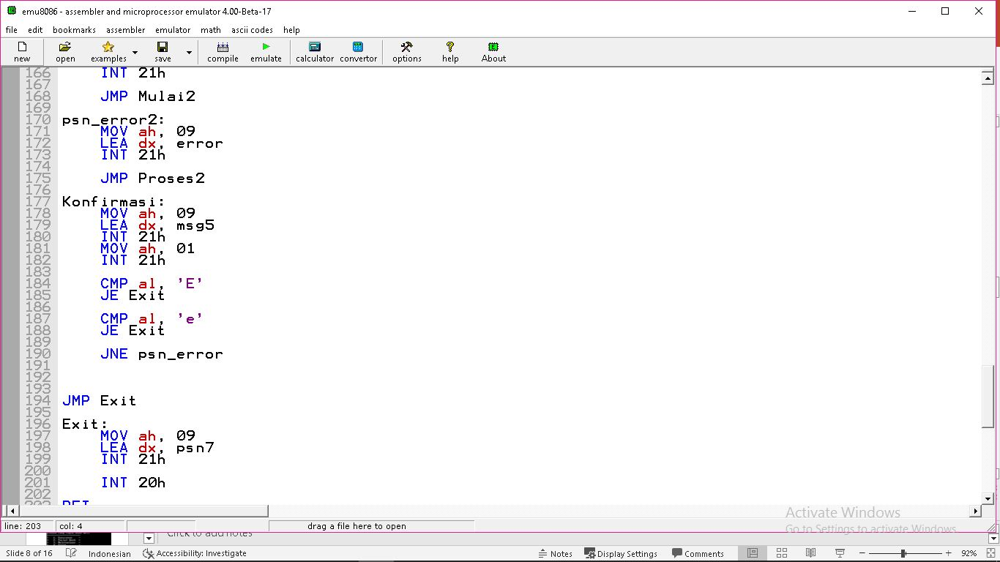 emu8086 - assembler and microprocessor emulator 4.00-Beta-17
file edit bookmarks assembler emulator math ascii codes help
new open examples save compile emulate calculator convertor options help About
166 INT 21h
167
168 JMP Mulai2
169
170 psn_error2:
171 MOV ah, 09
172 LEA dx, error
173 INT 21h
174
175 JMP Proses2
176
177 Konfirmasi:
178 MOV ah, 09
179 LEA dx, msg5
180 INT 21h
181 MOV ah, 01
182 INT 21h
183
184 CMP al, 'E'
185 JE Exit
186
187 CMP al, 'e'
188 JE Exit
189
190 JNE psn_error
191
192
193
194 JMP Exit
195
196 Exit:
197 MOV ah, 09
198 LEA dx, psn7
199 INT 21h
200
201 INT 20h
202
203 RET
Activate Windows
Go to Settings to activate Windows.
line: 203 col: 4 drag a file here to open
Click to add notes
Slide 8 of 16 Indonesian Accessibility: Investigate Notes Display Settings Comments 92%